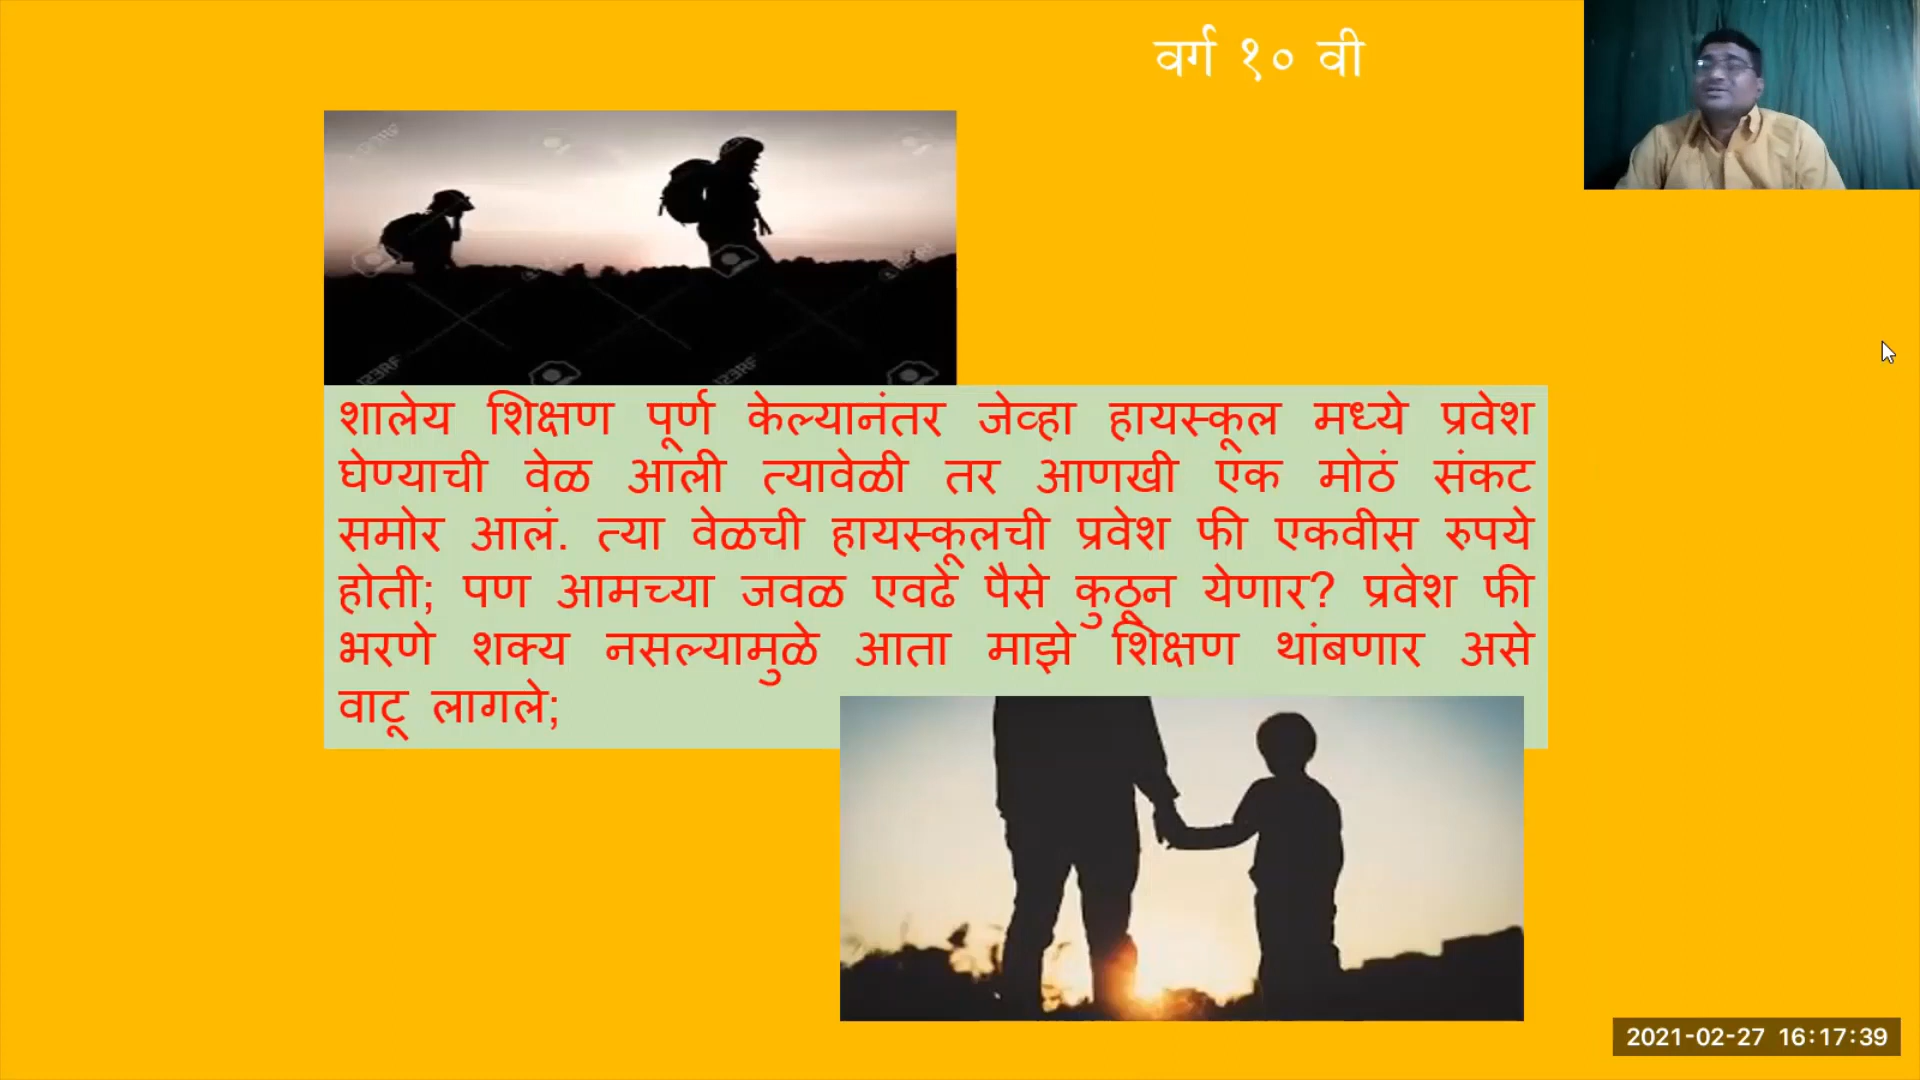 वर्ग १० वी
शालेय शिक्षण पूर्ण केल्यानंतर जेव्हा हायस्कूल मध्ये प्रवेश
घेण्याची वेळ आली त्यावेळी तर आणखी एक मोठं संकट
समोर आलं. त्या वेळची हायस्कूलची प्रवेश फी एकवीस रुपये
होती; पण आमच्या जवळ एवढे पैसे कुठून येणार? प्रवेश फी
भरणे शक्य नसल्यामुळे आता माझे शिक्षण थांबणार असे
वाटू लागले;
123RF
123RF
2021-02-27 16:17:39